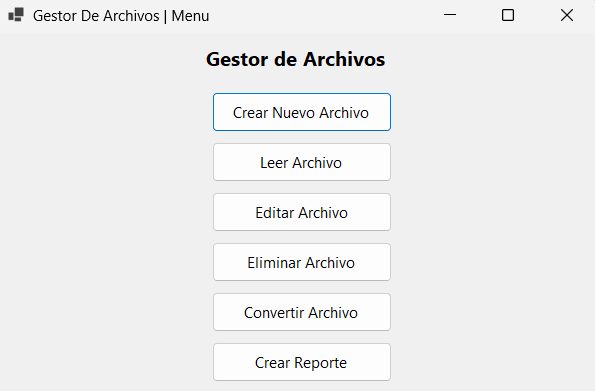 Gestor De Archivos | Menu
Gestor de Archivos
Crear Nuevo Archivo
Leer Archivo
Editar Archivo
Eliminar Archivo
Convertir Archivo
Crear Reporte